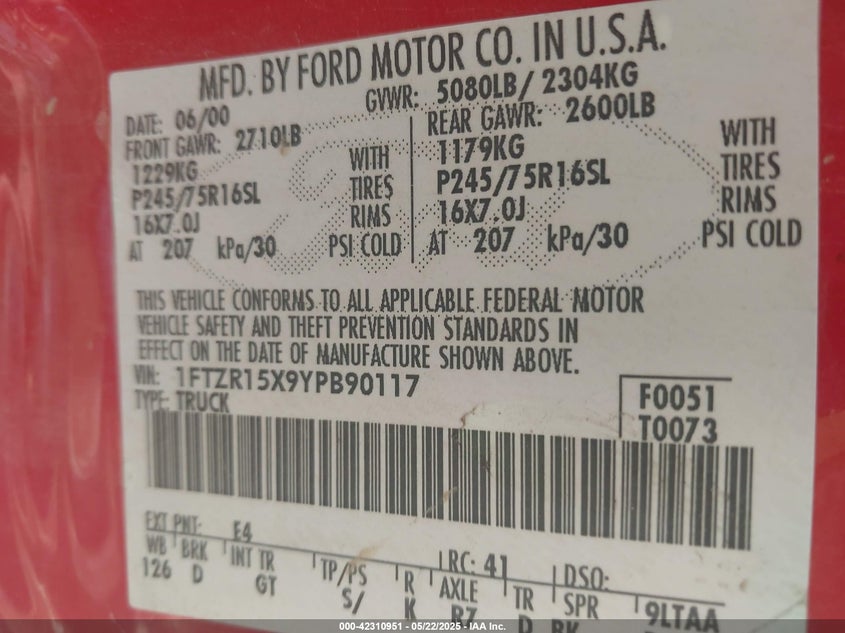 MFD. BY FORD MOTOR CO. IN U.S.A.
DATE: 06/00 GVWR: 5080LB/ 2304KG
FRONT GAWR: 2710LB REAR GAWR: 2600LB
1229KG WITH 1179KG WITH
P245/75R16SL TIRES P245/75R16SL TIRES
16X7.0J RIMS 16X7.0J RIMS
AT 207 kPa/30 PSI COLD AT 207 kPa/30 PSI COLD
THIS VEHICLE CONFORMS TO ALL APPLICABLE FEDERAL MOTOR
VEHICLE SAFETY AND THEFT PREVENTION STANDARDS IN
EFFECT ON THE DATE OF MANUFACTURE SHOWN ABOVE.
VIN: 1FTZR15X9YPB90117
TYPE: TRUCK
F0051
T0073
EXT PNT: E4 RC: 41 DSO:
WB BRK INT TR TP/PS R AXLE TR SPR 9LTAA
126 D GT S/ K R7 D BK
000-42310951 - 05/22/2025 - IAA Inc.